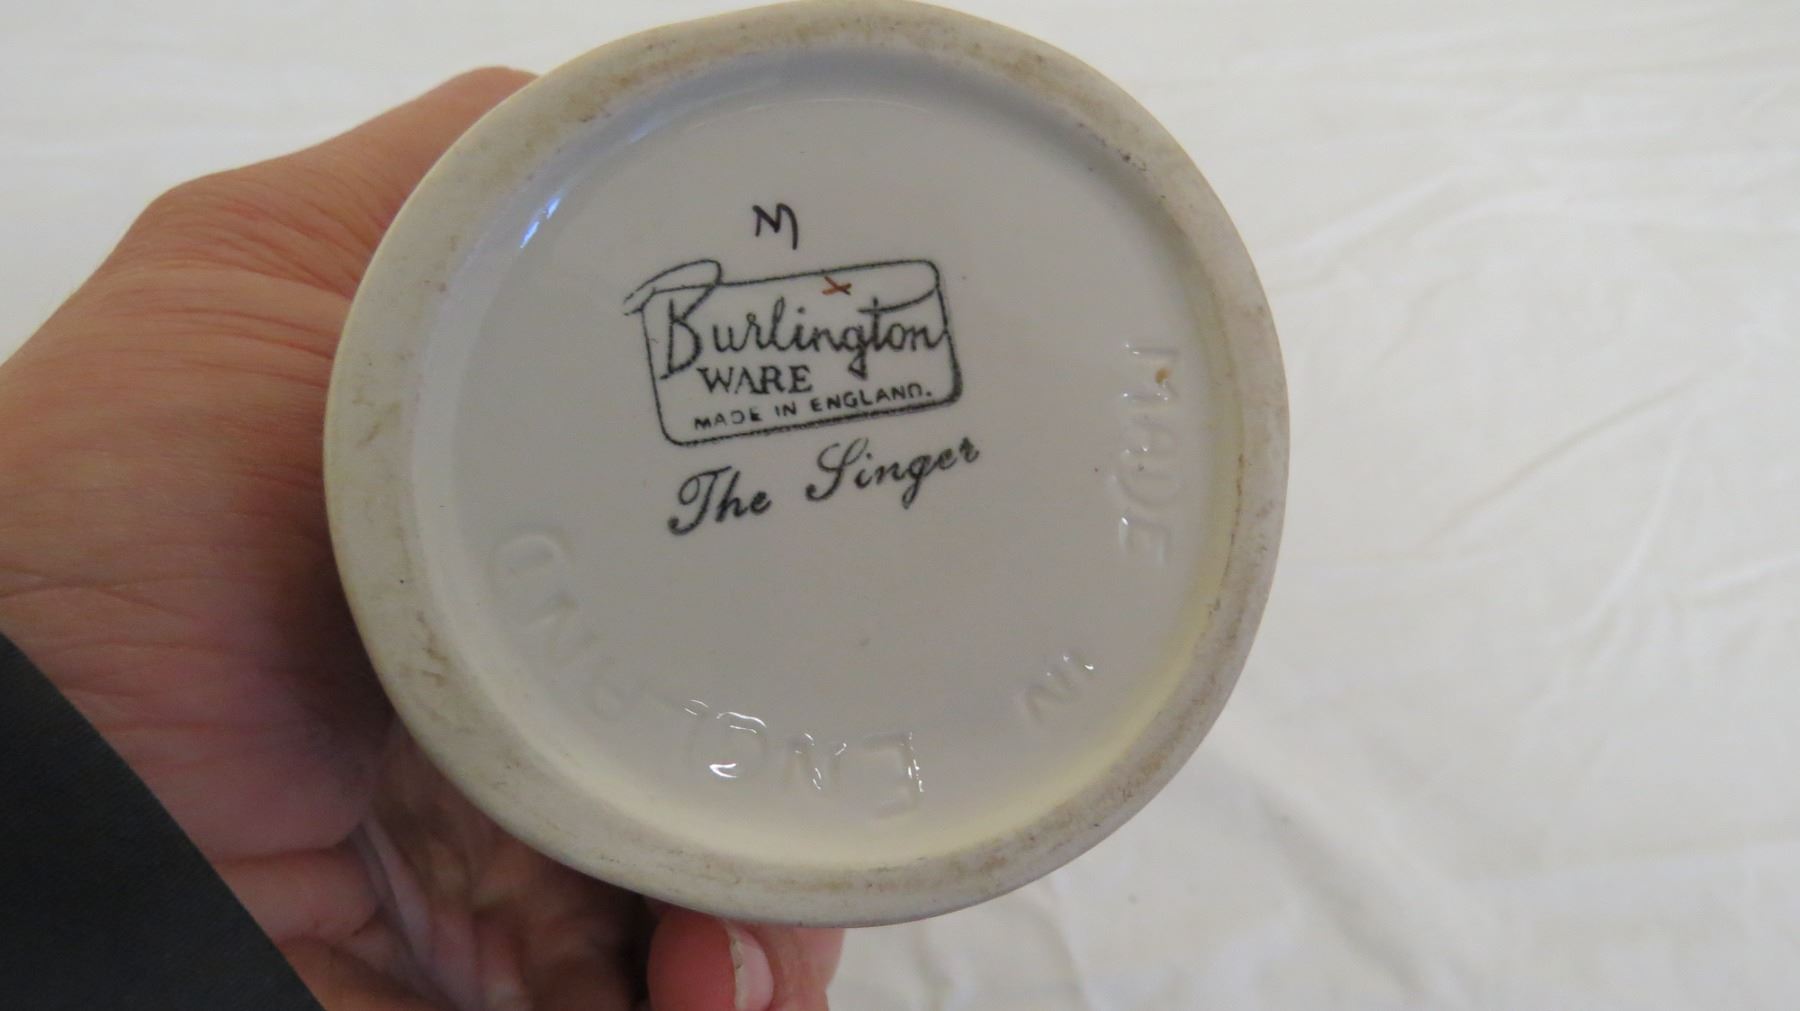 M
x
Burlington
WARE
MADE IN ENGLAND.
The Singer
MADE
IN
ENGLAND